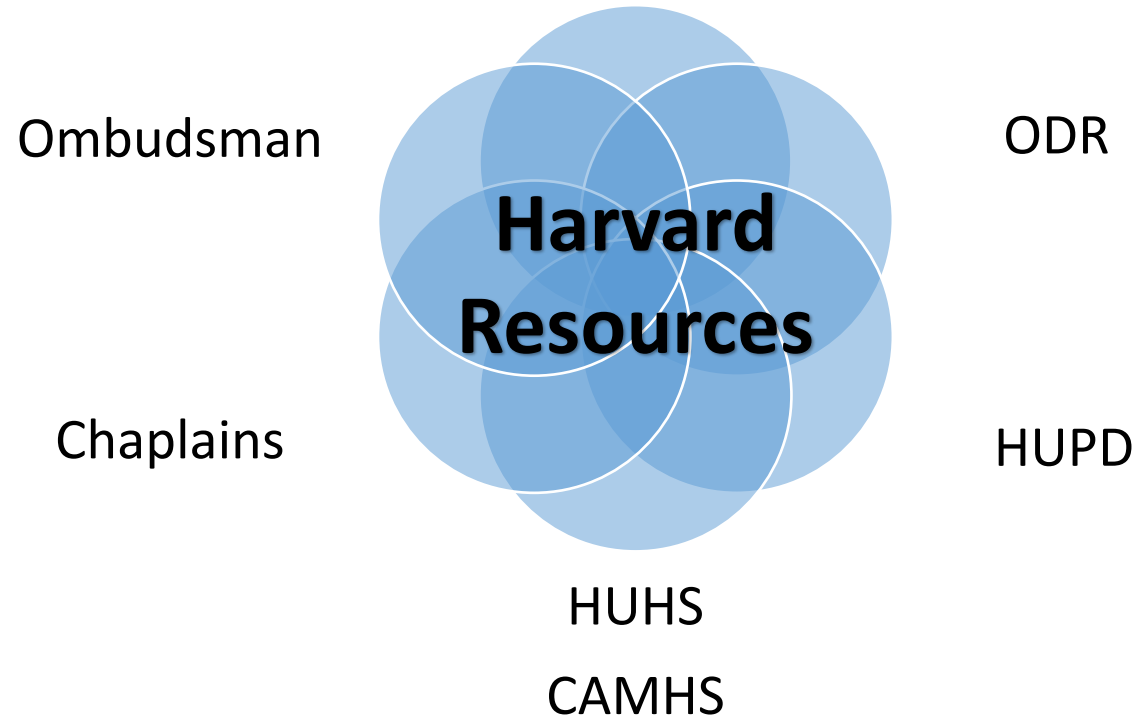 Ombudsman
ODR
Harvard
Resources
Chaplains
HUPD
HUHS
CAMHS